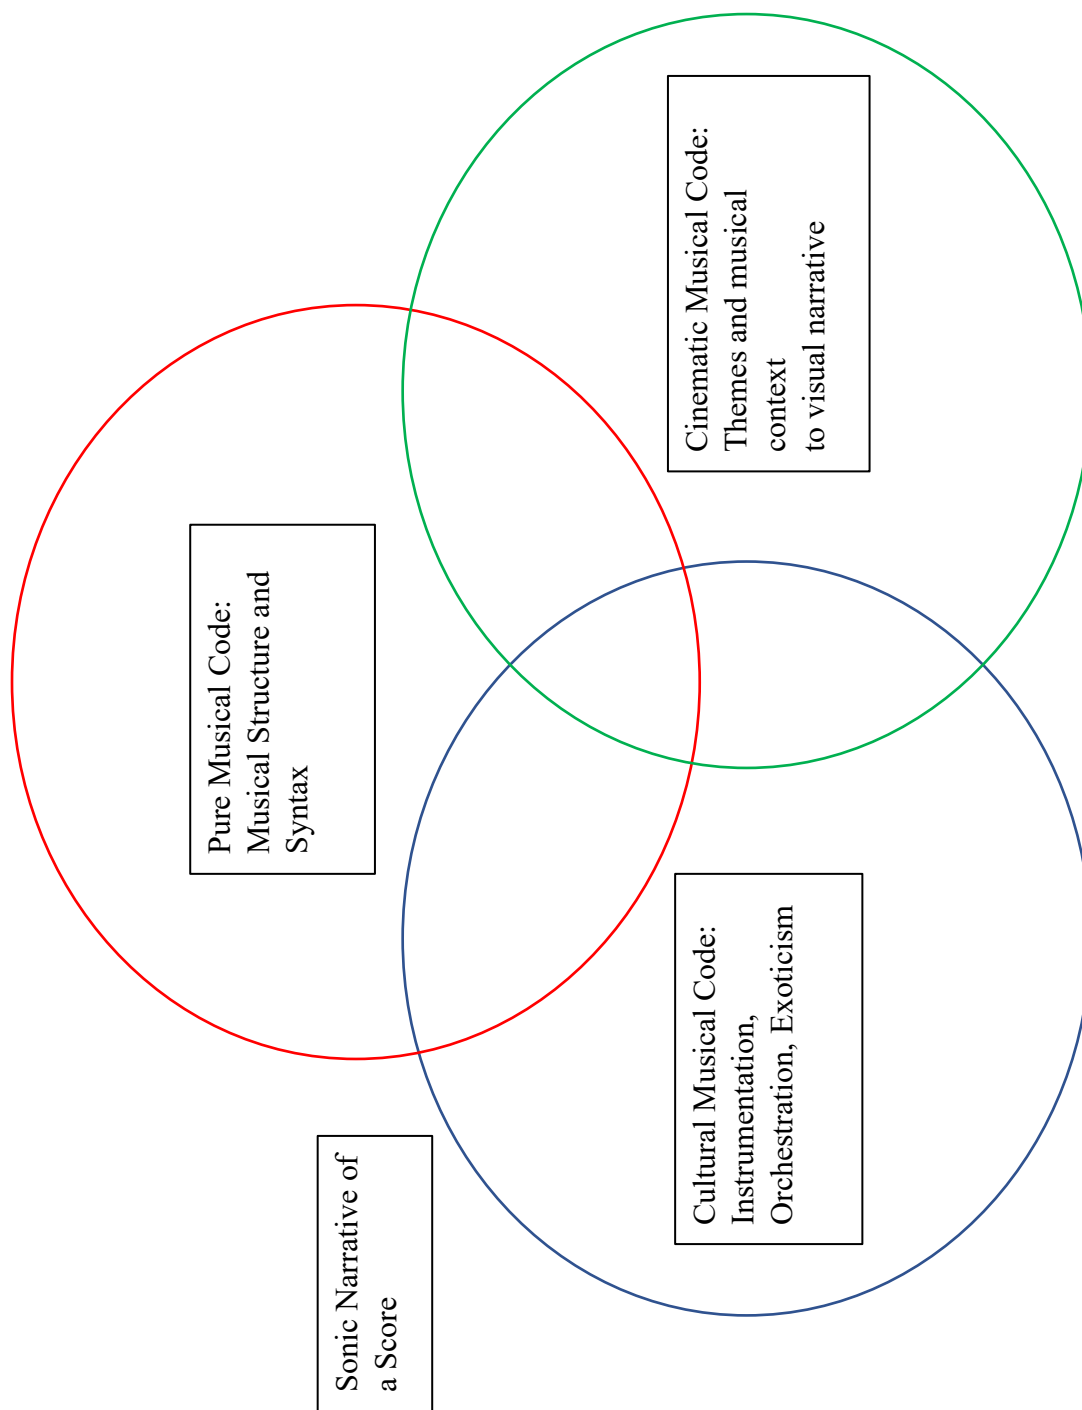 Sonic Narrative of
a Score
Pure Musical Code:
Musical Structure and
Syntax
Cultural Musical Code:
Instrumentation,
Orchestration, Exoticism
Cinematic Musical Code:
Themes and musical
context
to visual narrative